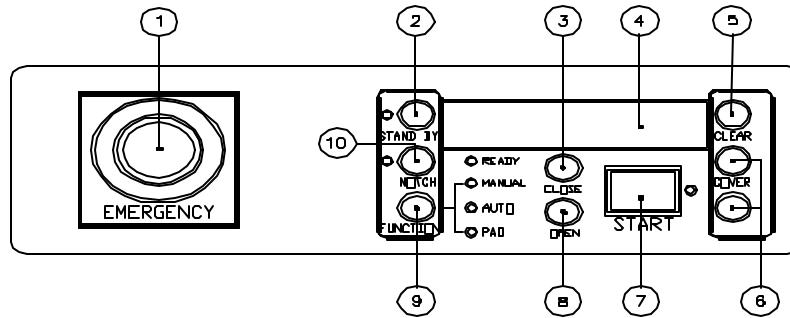 1 2 3 4 5
STAND BY CLEAR
10
READY
NOTCH MANUAL CLOSE COVER
EMERGENCY AUTO
FUNCTION PAD OPEN START
9 8 7 6